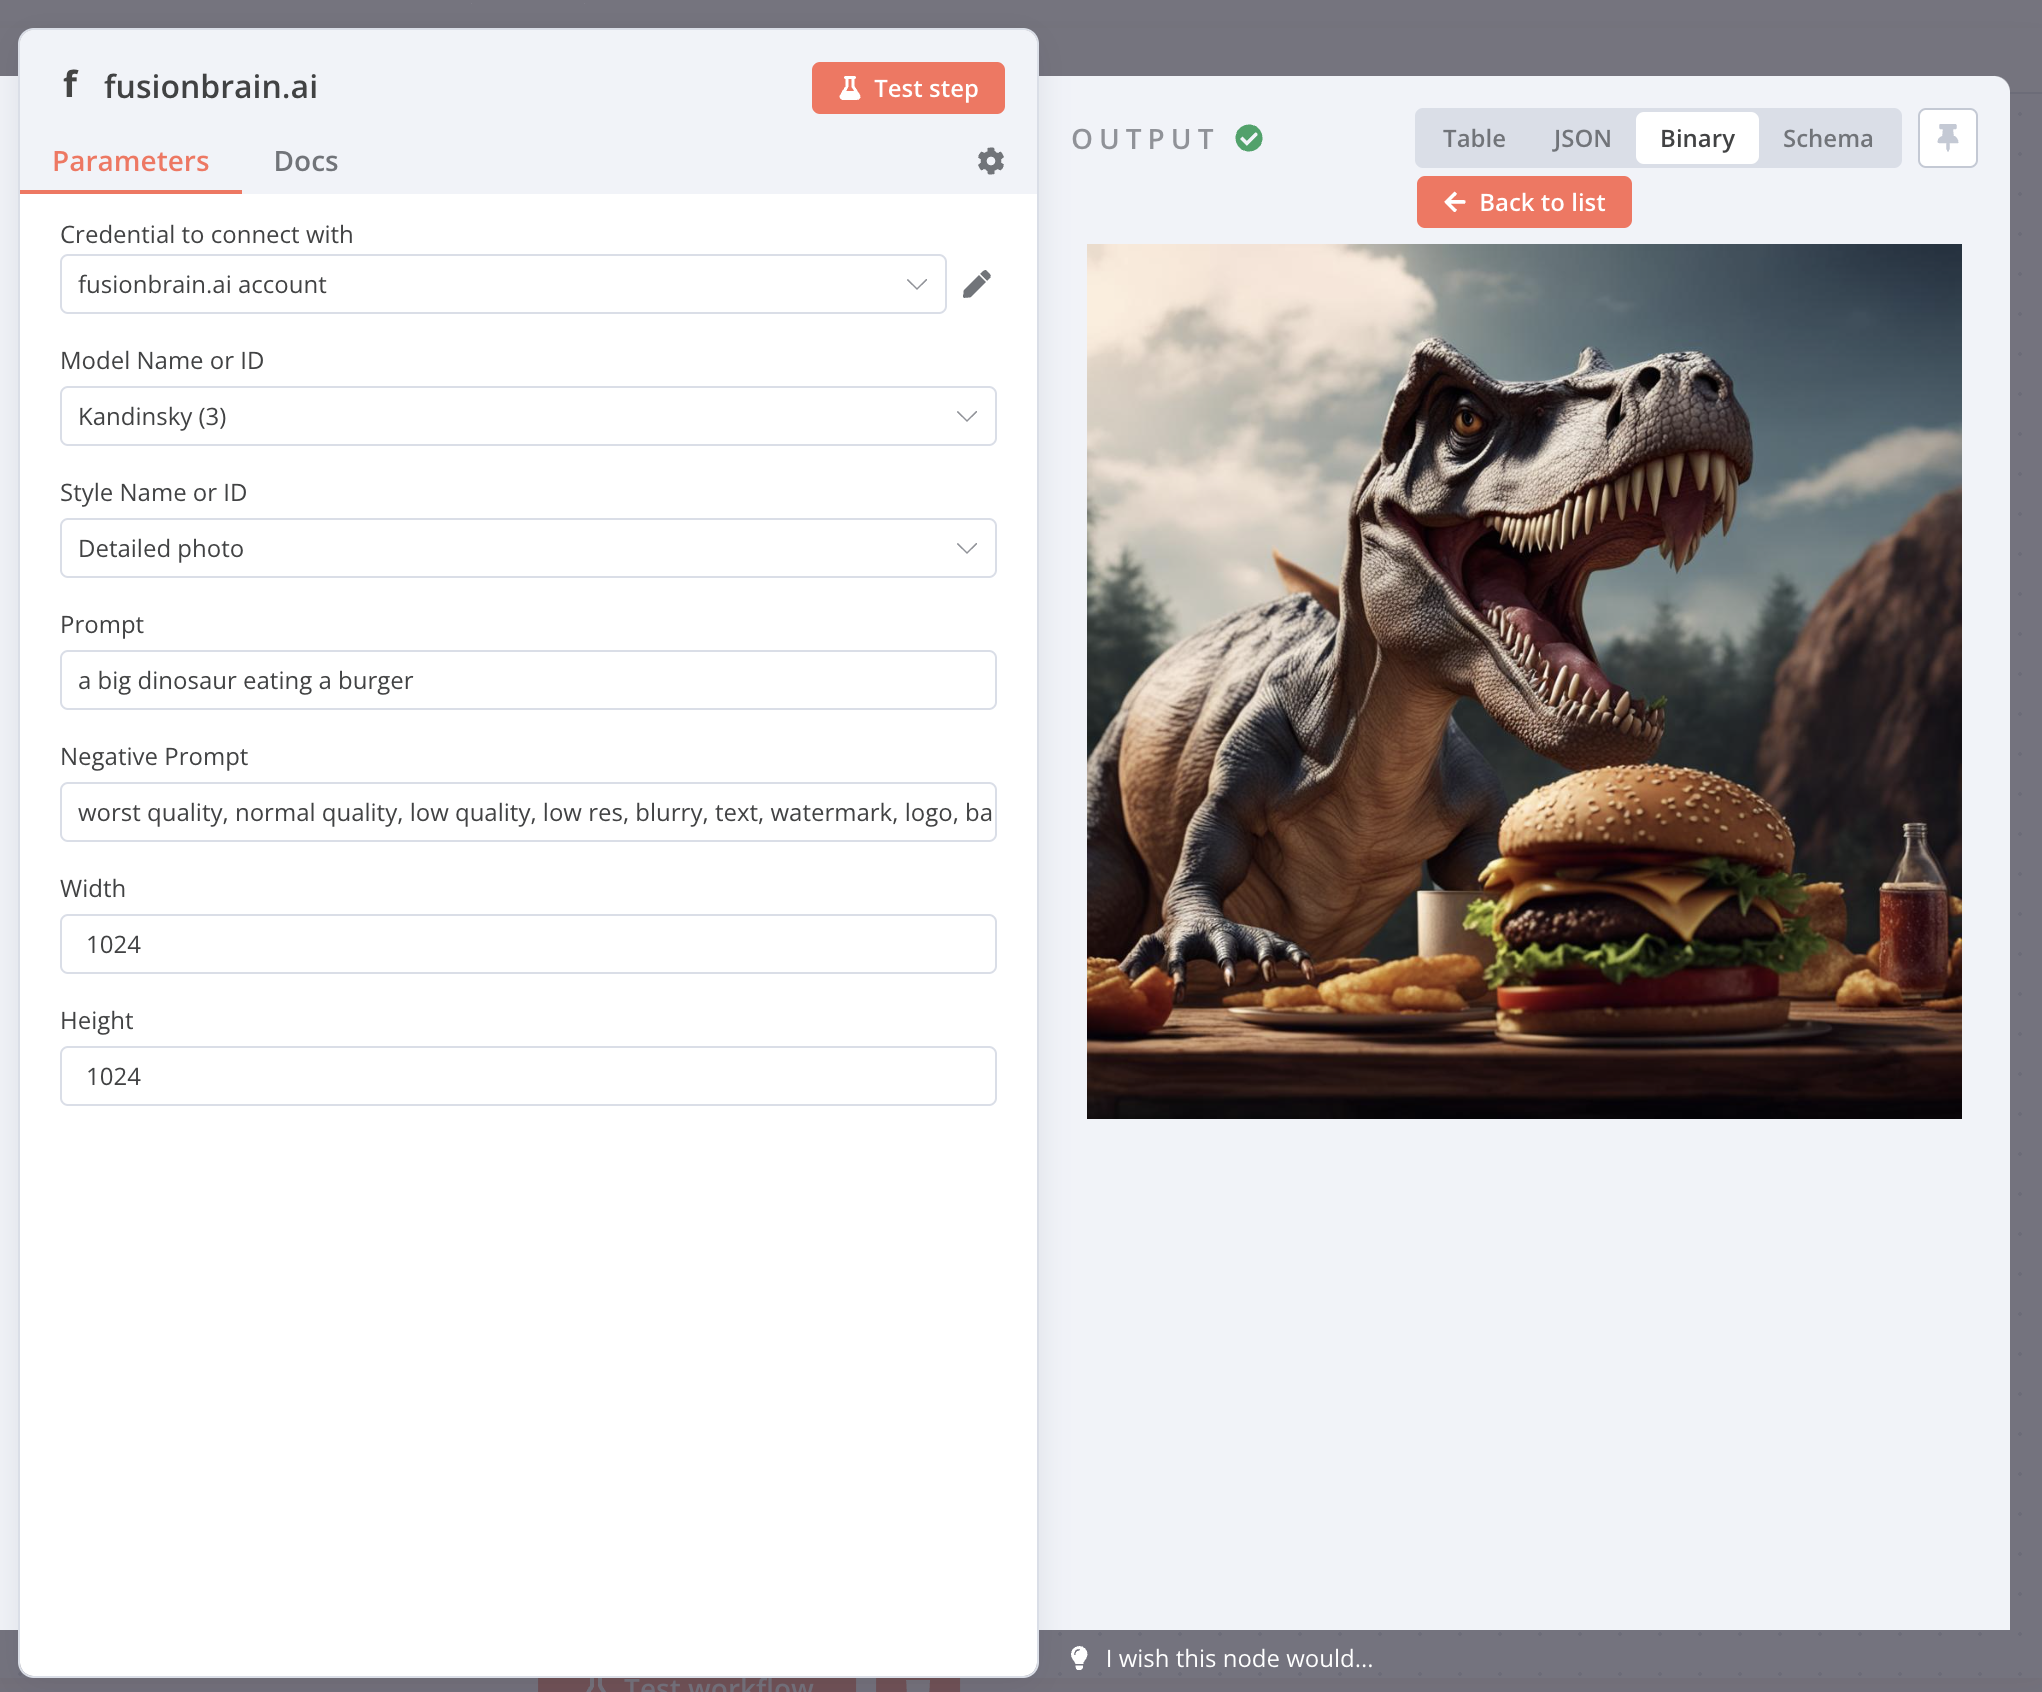 f fusionbrain.ai
Test step
Parameters Docs
Credential to connect with
fusionbrain.ai account
Model Name or ID
Kandinsky (3)
Style Name or ID
Detailed photo
Prompt
a big dinosaur eating a burger
Negative Prompt
worst quality, normal quality, low quality, low res, blurry, text, watermark, logo, ba
Width
1024
Height
1024
OUTPUT
Table JSON Binary Schema
Back to list
I wish this node would...
Test workflow